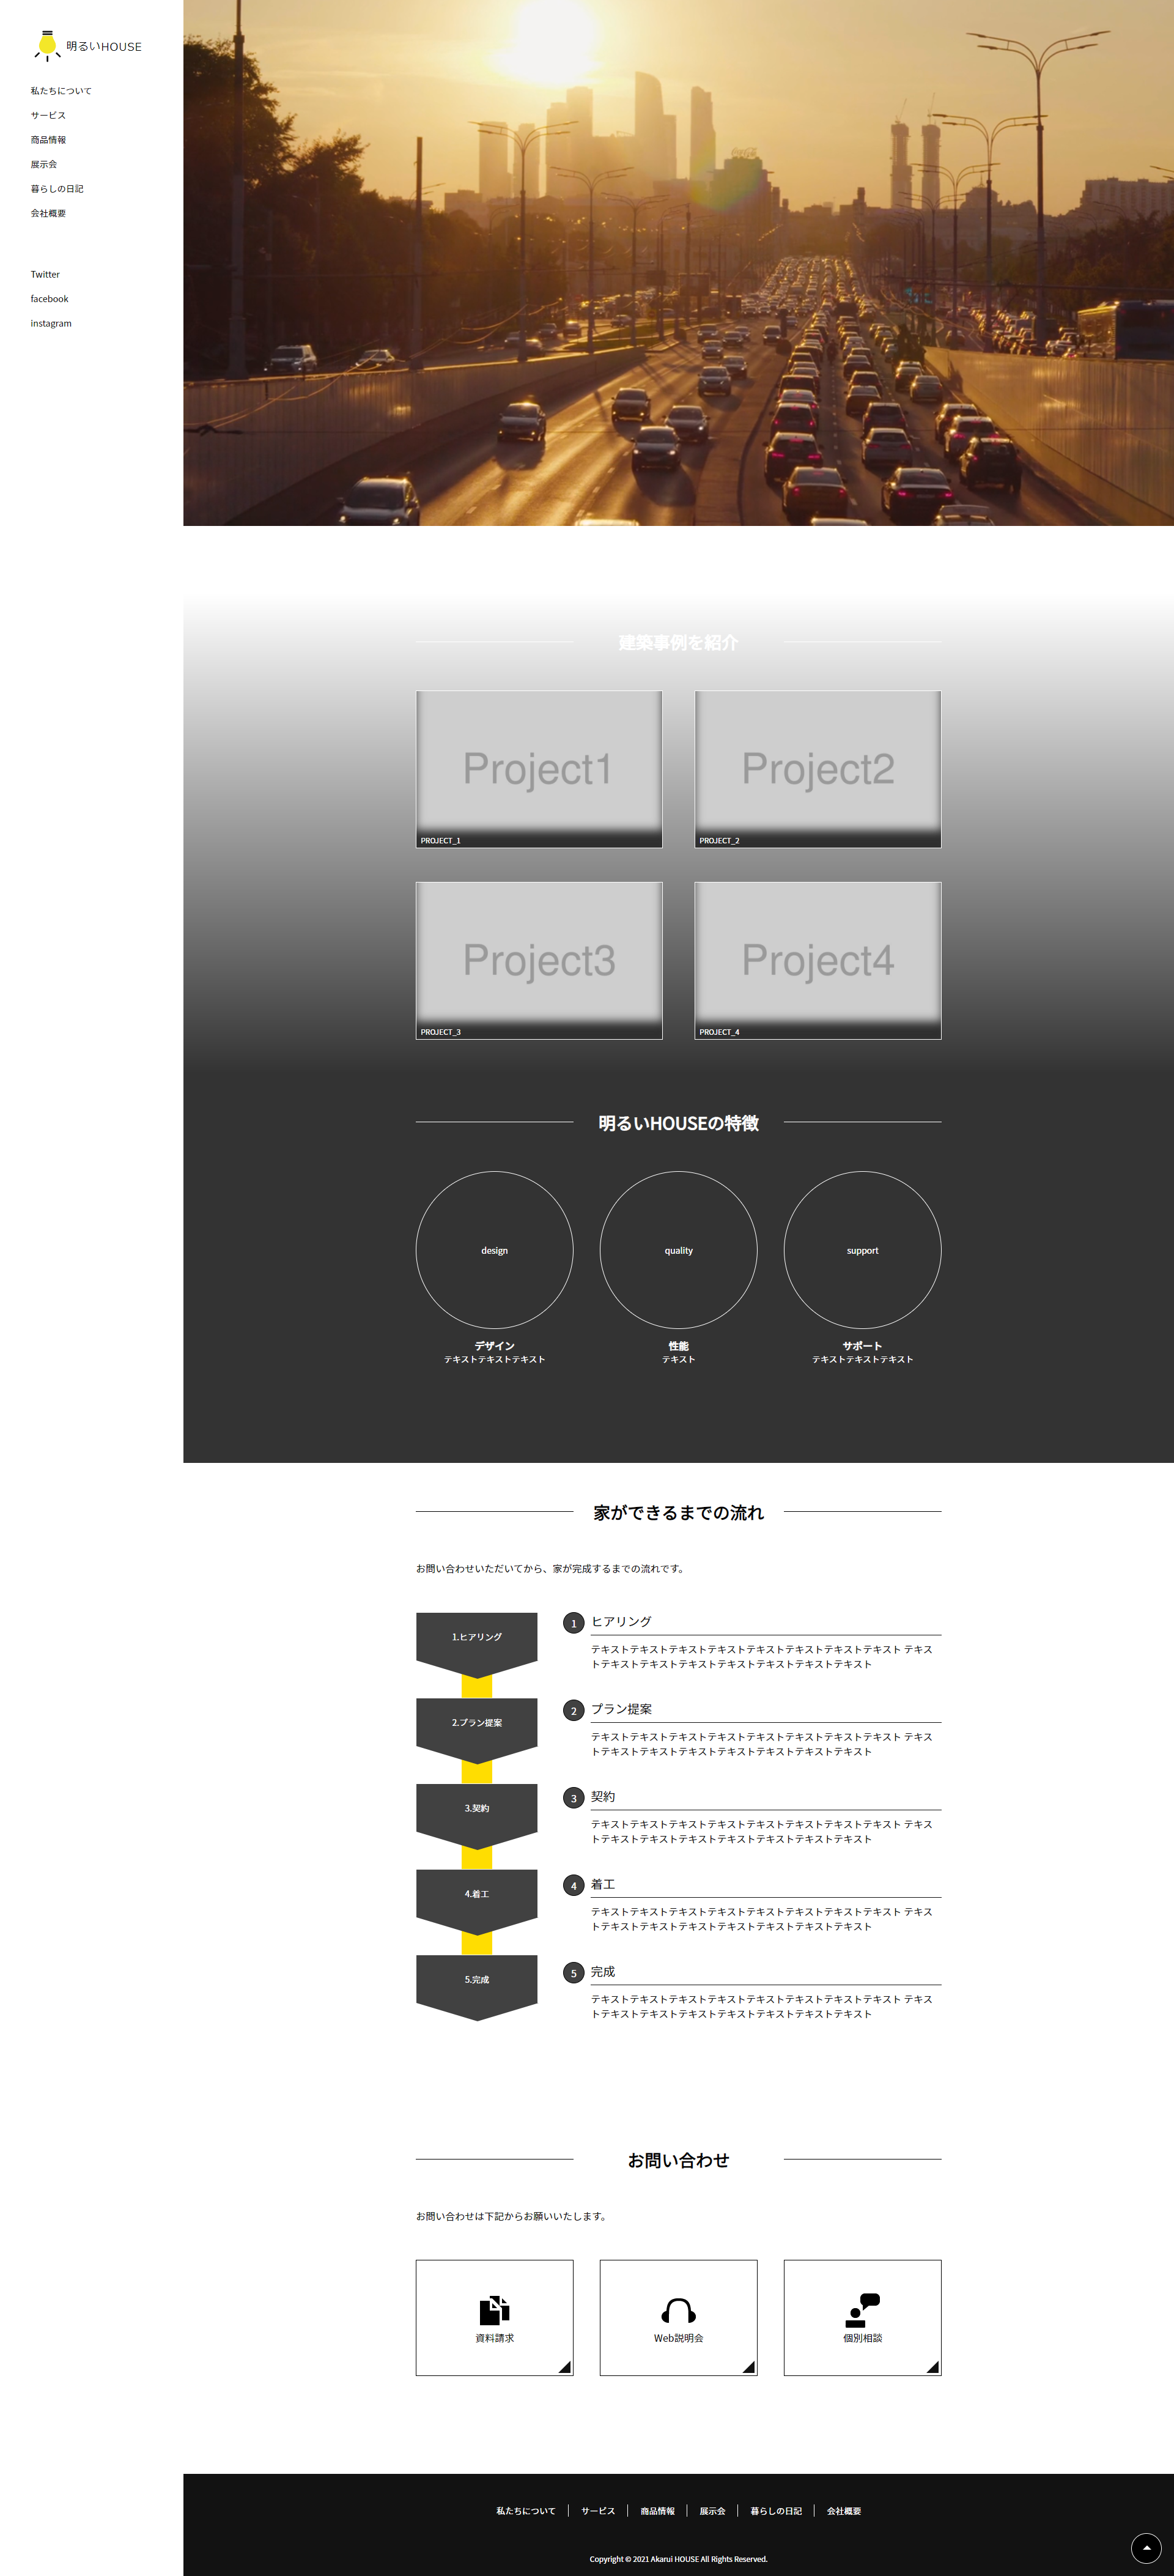 明るいHOUSE
私たちについて
サービス
商品情報
展示会
暮らしの日記
会社概要
Twitter
facebook
instagram
建築事例を紹介
Project1
PROJECT_1
Project2
PROJECT_2
Project3
PROJECT_3
Project4
PROJECT_4
明るいHOUSEの特徴
design
quality
support
デザイン
テキストテキストテキスト
性能
テキスト
サポート
テキストテキストテキスト
家ができるまでの流れ
お問い合わせいただいてから、家が完成するまでの流れです。
1.ヒアリング
2.プラン提案
3.契約
4.着工
5.完成
1 ヒアリング
テキストテキストテキストテキストテキストテキストテキストテキスト テキス
トテキストテキストテキストテキストテキストテキストテキスト
2 プラン提案
テキストテキストテキストテキストテキストテキストテキストテキスト テキス
トテキストテキストテキストテキストテキストテキストテキスト
3 契約
テキストテキストテキストテキストテキストテキストテキストテキスト テキス
トテキストテキストテキストテキストテキストテキストテキスト
4 着工
テキストテキストテキストテキストテキストテキストテキストテキスト テキス
トテキストテキストテキストテキストテキストテキストテキスト
5 完成
テキストテキストテキストテキストテキストテキストテキストテキスト テキス
トテキストテキストテキストテキストテキストテキストテキスト
お問い合わせ
お問い合わせは下記からお願いいたします。
資料請求
Web説明会
個別相談
私たちについて サービス 商品情報 展示会 暮らしの日記 会社概要
Copyright © 2021 Akarui HOUSE All Rights Reserved.